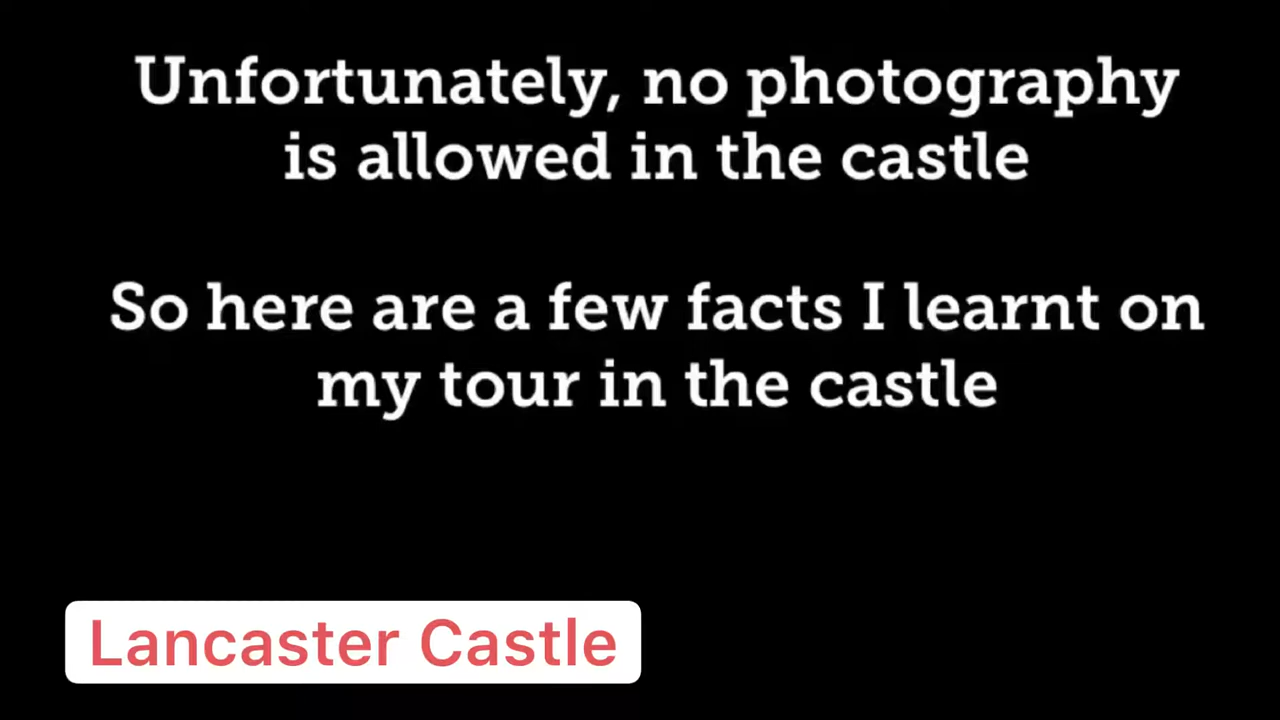 Unfortunately, no photography
is allowed in the castle
So here are a few facts I learnt on
my tour in the castle
Lancaster Castle